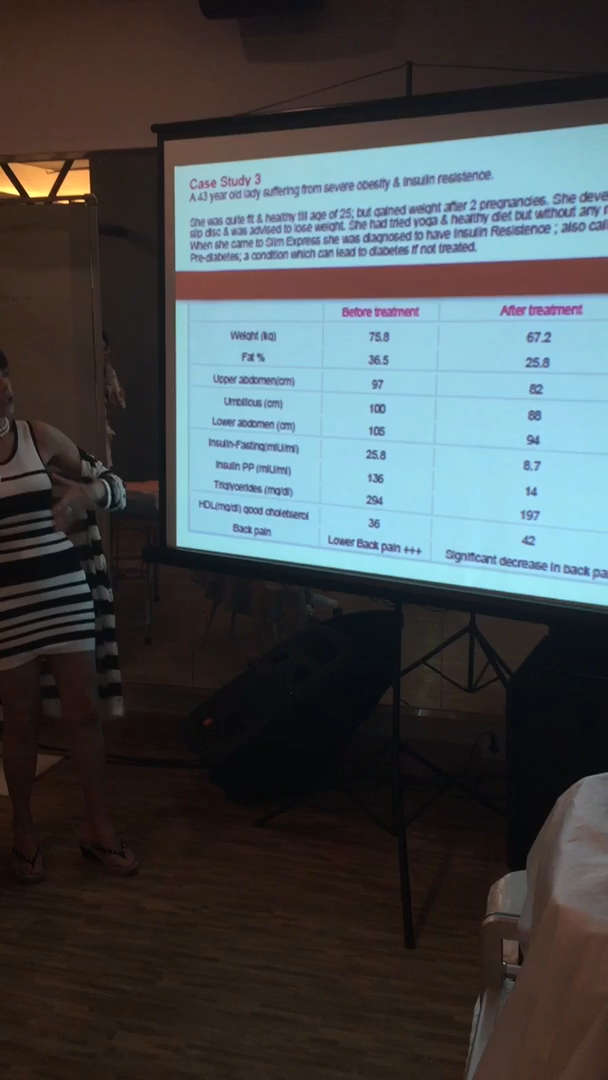 Case Study 3
A 43 year old lady suffering from severe obesity & Insulin resistence.
She was quite fit & healthy till age of 25; but gained weight after 2 pregnancies. She deve
slip disc & was advised to lose weight. She had tried yoga & healthy diet but without any r
When she came to Slim Express she was diagnosed to have Insulin Resistence ; also cal
Pre-diabetes; a condition which can lead to diabetes if not treated.
Before treatment After treatment
Weight (kg) 75.8 67.2
Fat % 36.5 25.8
Upper abdomen(cm) 97 82
Umbilicus (cm) 100 88
Lower abdomen (cm) 105 94
Insulin-Fasting(mIU/ml) 25.8 8.7
Insulin PP (mIU/ml) 136 14
Triglycerides (mg/dl) 294 197
HDL(mg/dl) good choletserol 36 42
Back pain Lower Back pain +++ Significant decrease in back pa